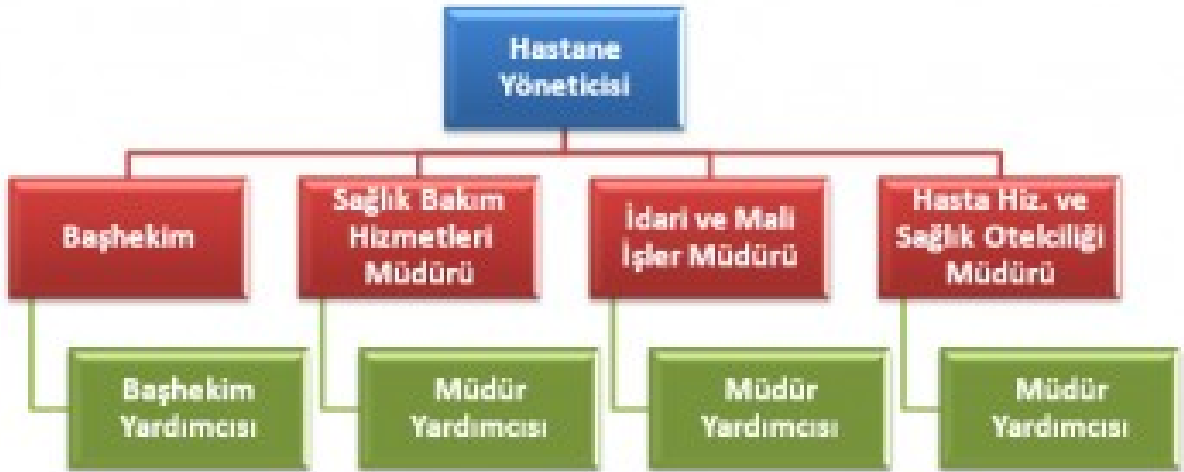 Hastane
Yöneticisi
Başhekim
Sağlık Bakım
Hizmetleri
Müdürü
İdari ve Mali
İşler Müdürü
Hasta Hiz. ve
Sağlık Otelciliği
Müdürü
Başhekim
Yardımcısı
Müdür
Yardımcısı
Müdür
Yardımcısı
Müdür
Yardımcısı